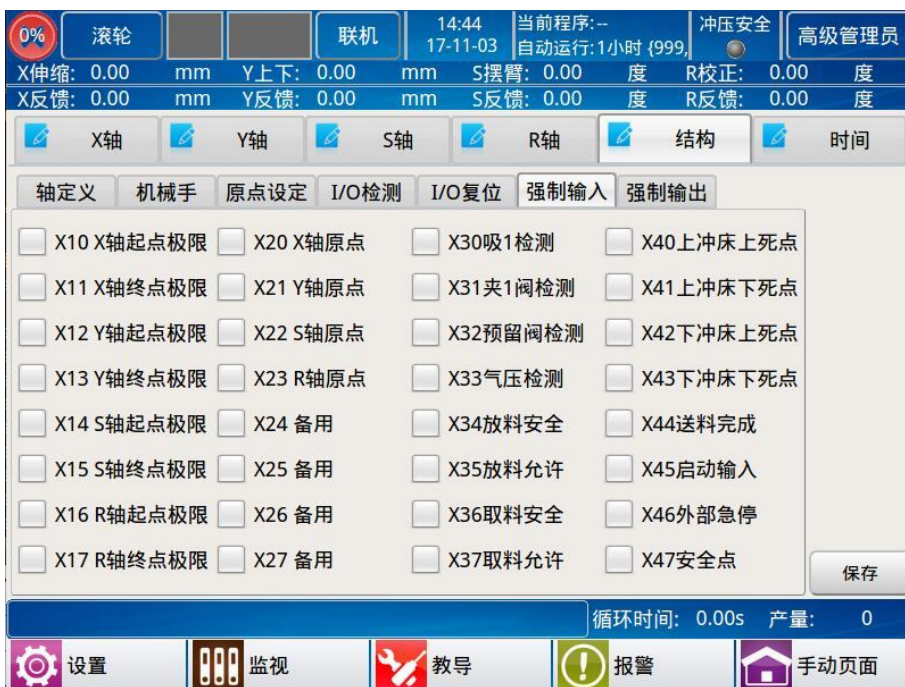 0% 滚轮 联机 14:44 当前程序:-- 冲压安全 高级管理员
17-11-03 自动运行:1小时 {999,
X伸缩: 0.00 mm Y上下: 0.00 mm S摆臂: 0.00 度 R校正: 0.00 度
X反馈: 0.00 mm Y反馈: 0.00 mm S反馈: 0.00 度 R反馈: 0.00 度
X轴 Y轴 S轴 R轴 结构 时间
轴定义 机械手 原点设定 I/O检测 I/O复位 强制输入 强制输出
X10 X轴起点极限 X20 X轴原点 X30吸1检测 X40上冲床上死点
X11 X轴终点极限 X21 Y轴原点 X31夹1阀检测 X41上冲床下死点
X12 Y轴起点极限 X22 S轴原点 X32预留阀检测 X42下冲床上死点
X13 Y轴终点极限 X23 R轴原点 X33气压检测 X43下冲床下死点
X14 S轴起点极限 X24 备用 X34放料安全 X44送料完成
X15 S轴终点极限 X25 备用 X35放料允许 X45启动输入
X16 R轴起点极限 X26 备用 X36取料安全 X46外部急停
X17 R轴终点极限 X27 备用 X37取料允许 X47安全点
保存
循环时间: 0.00s 产量: 0
设置 监视 教导 报警 手动页面